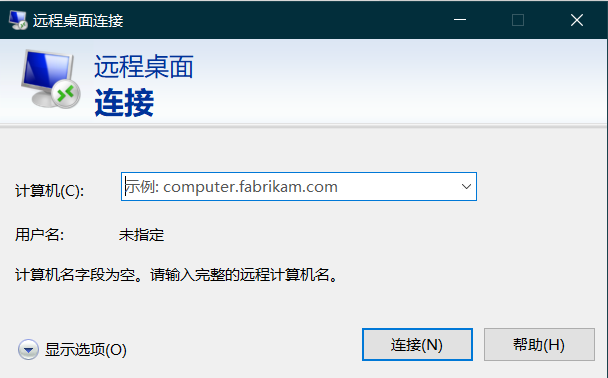 远程桌面连接
远程桌面
连接
计算机(C):
示例: computer.fabrikam.com
用户名:
未指定
计算机名字段为空。请输入完整的远程计算机名。
显示选项(O)
连接(N)
帮助(H)